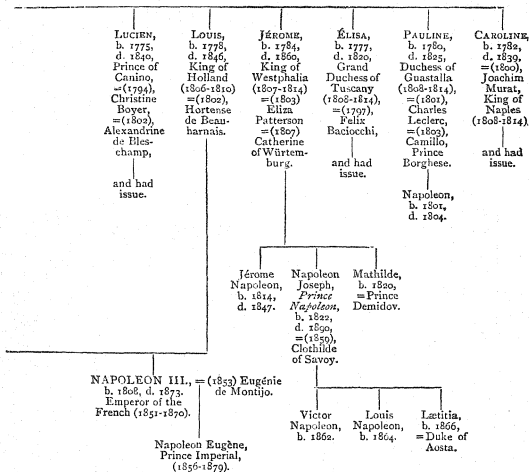 LUCIEN,
b. 1775,
d. 1840,
Prince of
Canino,
=(1794),
Christine
Boyer,
=(1802),
Alexandrine
de Bles-
champ,
and had
issue.
LOUIS,
b. 1778,
d. 1846,
King of
Holland
(1806-1810)
=(1802),
Hortense
de Beau-
harnais.
JÉROME,
b. 1784,
d. 1860,
King of
Westphalia
(1807-1814)
=(1803)
Eliza
Patterson
=(1807)
Catherine
of Würtem-
burg.
ÉLISA,
b. 1777,
d. 1820,
Grand
Duchess of
Tuscany
(1808-1814),
=(1797),
Felix
Baciocchi,
and had
issue.
PAULINE,
b. 1780,
d. 1825,
Duchess of
Guastalla
(1808-1814),
=(1801),
Charles
Leclerc,
=(1803),
Camillo,
Prince
Borghese.
Napoleon,
b. 1801,
d. 1804.
CAROLINE,
b. 1782,
d. 1839,
=(1800),
Joachim
Murat,
King of
Naples
(1808-1814).
and had
issue.
Jérome
Napoleon,
b. 1814,
d. 1847.
Napoleon
Joseph,
Prince
Napoleon,
b. 1822,
d. 1890,
=(1859),
Clothilde
of Savoy.
Mathilde,
b. 1820,
=Prince
Demidov.
NAPOLEON III., =(1853) Eugénie
b. 1808, d. 1873. de Montijo.
Emperor of the
French (1851-1870).
Napoleon Eugène,
Prince Imperial,
(1856-1879).
Victor
Napoleon,
b. 1862.
Louis
Napoleon,
b. 1864.
Lætitia,
b. 1866,
=Duke of
Aosta.